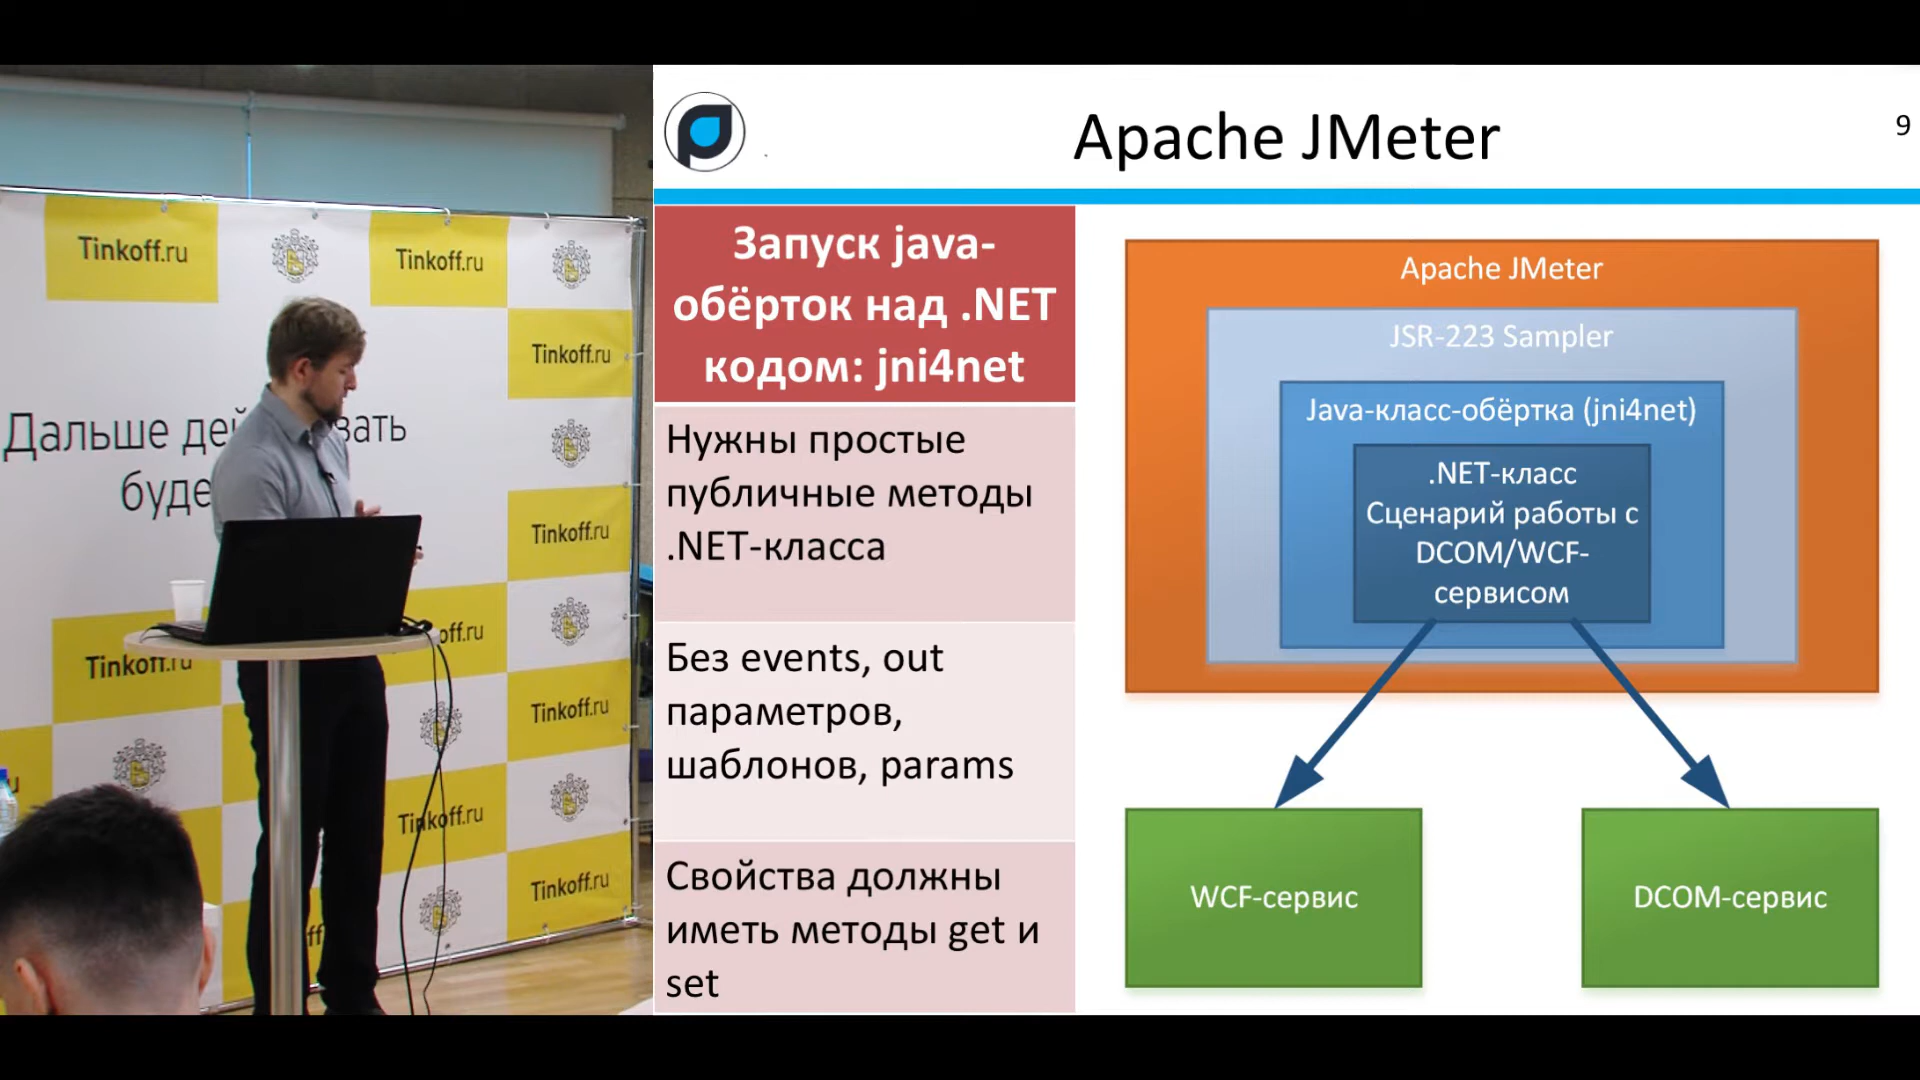 Tinkoff.ru
Tinkoff.ru
Tinkoff.ru
Дальше
Tinkoff.ru
Tinkoff.ru
Tinkoff.ru
Tinkoff.ru
Tinkoff.ru
Apache JMeter
9
Запуск java-
обёрток над .NET
кодом: jni4net
Нужны простые
публичные методы
.NET-класса
Без events, out
параметров,
шаблонов, params
Свойства должны
иметь методы get и
set
Apache JMeter
JSR-223 Sampler
Java-класс-обёртка (jni4net)
.NET-класс
Сценарий работы с
DCOM/WCF-
сервисом
WCF-сервис
DCOM-сервис